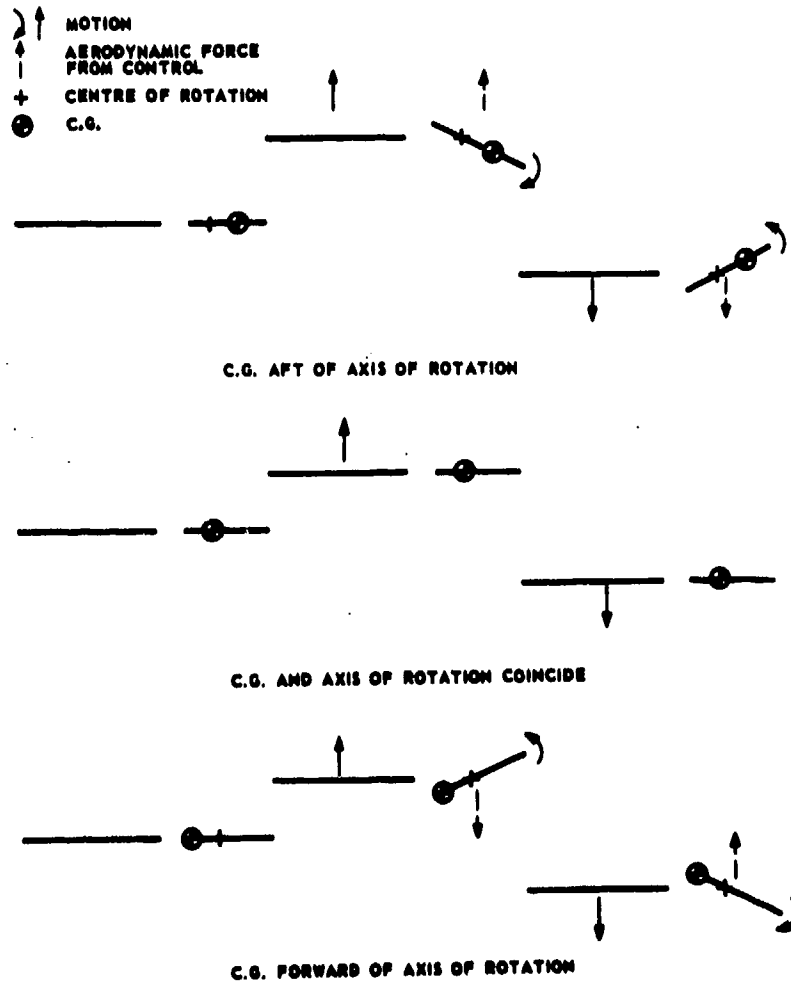 MOTION
AERODYNAMIC FORCE
FROM CONTROL
CENTRE OF ROTATION
C.G.
C.G. AFT OF AXIS OF ROTATION
C.G. AND AXIS OF ROTATION COINCIDE
C.G. FORWARD OF AXIS OF ROTATION